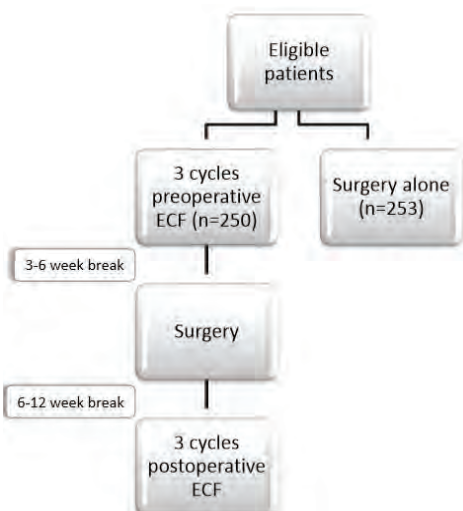 Eligible
patients
3 cycles
preoperative
ECF (n=250)
Surgery alone
(n=253)
3-6 week break
Surgery
6-12 week break
3 cycles
postoperative
ECF